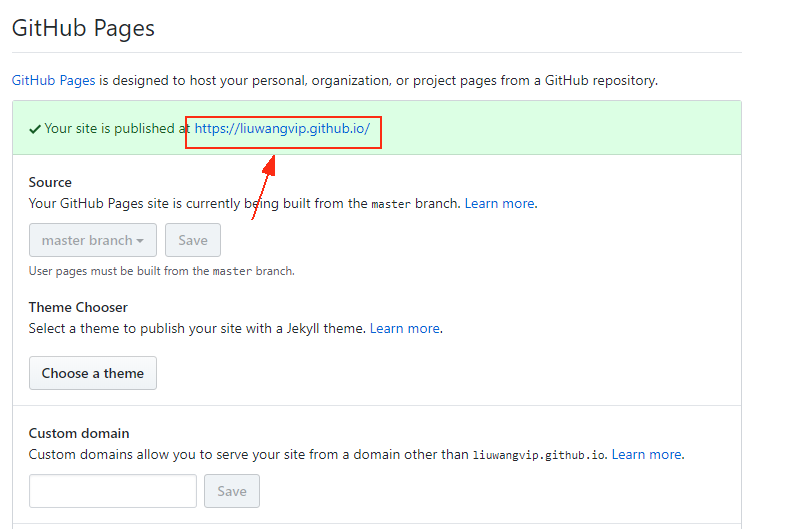 GitHub Pages
GitHub Pages is designed to host your personal, organization, or project pages from a GitHub repository.
Your site is published at https://liuwangvip.github.io/
Source
Your GitHub Pages site is currently being built from the master branch. Learn more.
master branch Save
User pages must be built from the master branch.
Theme Chooser
Select a theme to publish your site with a Jekyll theme. Learn more.
Choose a theme
Custom domain
Custom domains allow you to serve your site from a domain other than liuwangvip.github.io. Learn more.
Save